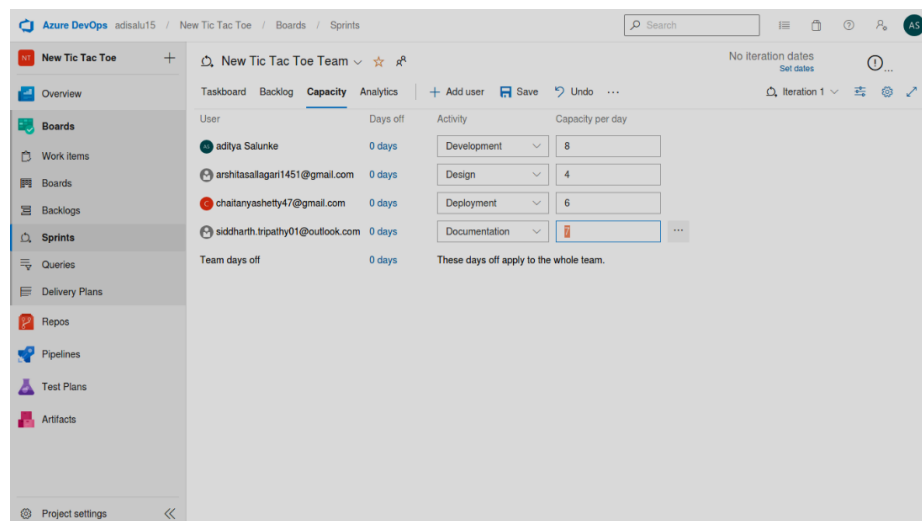 Azure DevOps adisalu15 / New Tic Tac Toe / Boards / Sprints
Search
AS
NT New Tic Tac Toe
Overview
Boards
Work items
Boards
Backlogs
Sprints
Queries
Delivery Plans
Repos
Pipelines
Test Plans
Artifacts
Project settings
New Tic Tac Toe Team
No iteration dates
Set dates
...
Taskboard Backlog Capacity Analytics Add user Save Undo ...
Iteration 1
User Days off Activity Capacity per day
AS aditya Salunke 0 days Development 8
arshitasallagari1451@gmail.com 0 days Design 4
C chaitanyashetty47@gmail.com 0 days Deployment 6
siddharth.tripathy01@outlook.com 0 days Documentation 7 ...
Team days off 0 days These days off apply to the whole team.